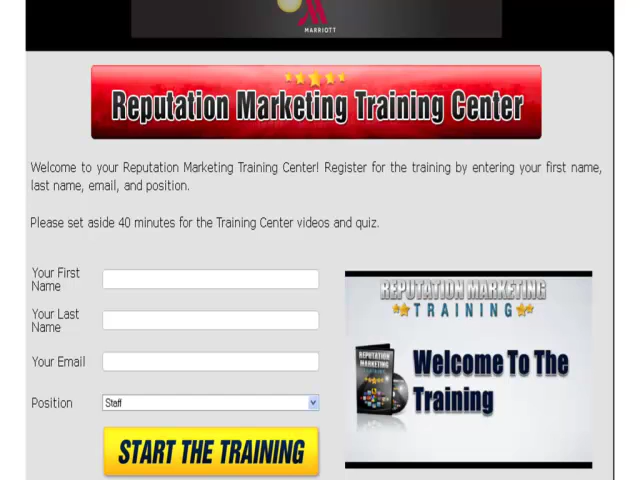 MARRIOTT
Reputation Marketing Training Center
Welcome to your Reputation Marketing Training Center! Register for the training by entering your first name,
last name, email, and position.
Please set aside 40 minutes for the Training Center videos and quiz.
Your First
Name
Your Last
Name
Your Email
Position
Staff
START THE TRAINING
REPUTATION MARKETING
TRAINING
REPUTATION
MARKETING
TRAINING
Welcome To The
Training